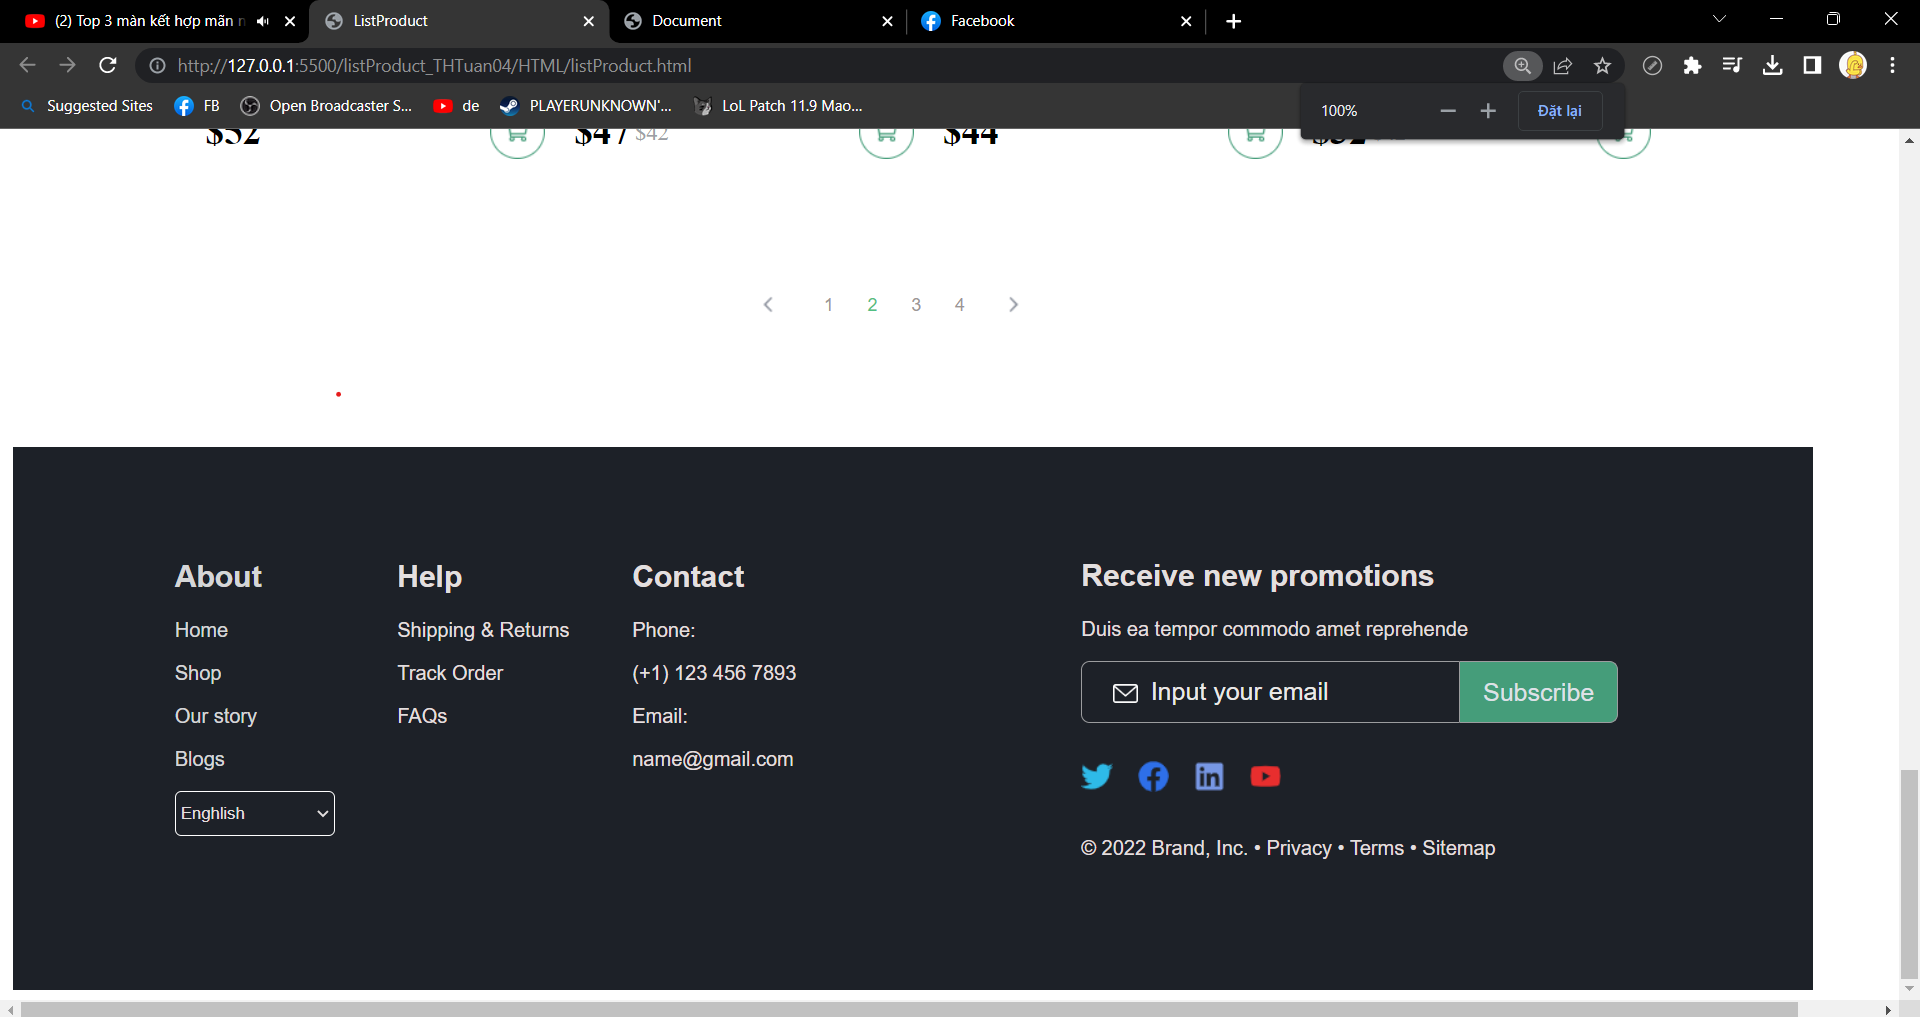 (2) Top 3 màn kết hợp mãn n
ListProduct
Document
Facebook
http://127.0.0.1:5500/listProduct_THTuan04/HTML/listProduct.html
Suggested Sites
FB
Open Broadcaster S...
de
PLAYERUNKNOWN'...
LoL Patch 11.9 Mao...
100%
Đặt lại
$52
$47 $42
$44
1 2 3 4
About
Home
Shop
Our story
Blogs
Enghlish
Help
Shipping & Returns
Track Order
FAQs
Contact
Phone:
(+1) 123 456 7893
Email:
name@gmail.com
Receive new promotions
Duis ea tempor commodo amet reprehende
Input your email
Subscribe
© 2022 Brand, Inc. • Privacy • Terms • Sitemap